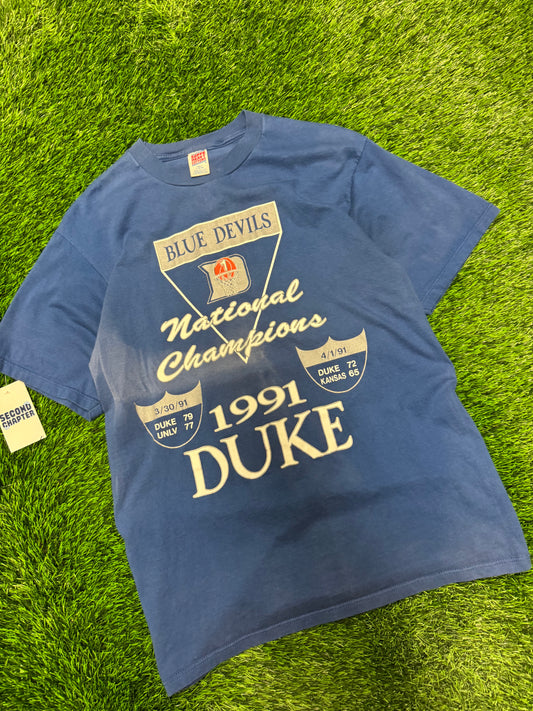 BLUE DEVILS
D
1
National
Champions
3/30/91
DUKE 79
UNLV 77
4/1/91
DUKE 72
KANSAS 65
1991
DUKE
SECOND
CHAPTER